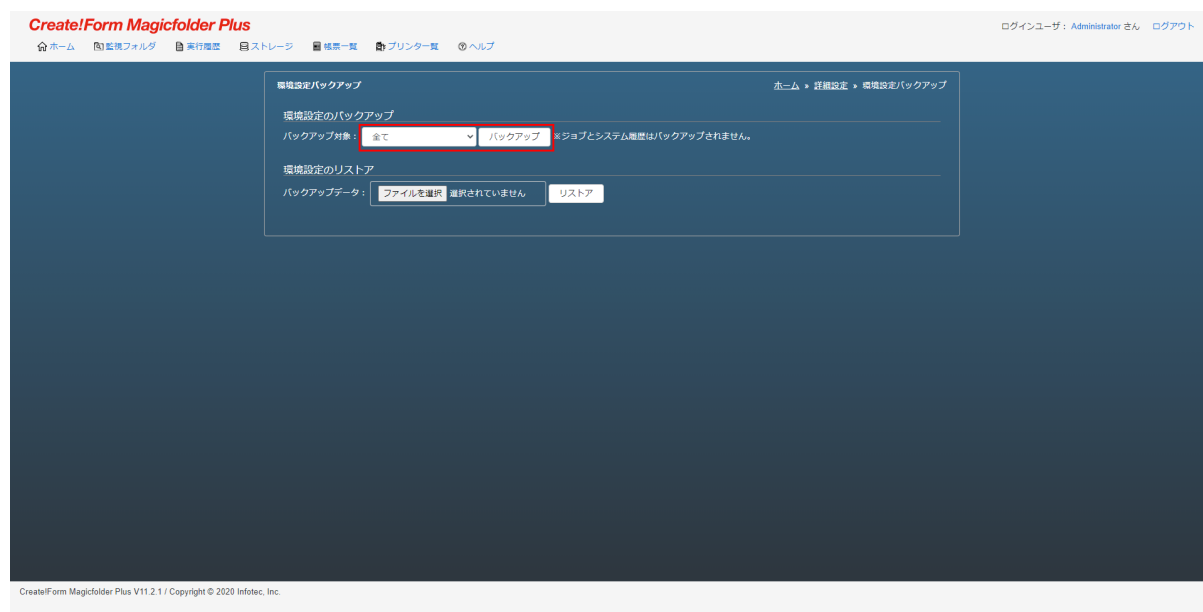 Create!Form Magicfolder Plus
ログインユーザ： Administrator さん ログアウト
ホーム 監視フォルダ 実行履歴 ストレージ 帳票一覧 プリンタ一覧 ヘルプ
環境設定バックアップ ホーム » 詳細設定 » 環境設定バックアップ
環境設定のバックアップ
バックアップ対象： 全て バックアップ ※ジョブとシステム履歴はバックアップされません。
環境設定のリストア
バックアップデータ： ファイルを選択 選択されていません リストア
Create!Form Magicfolder Plus V11.2.1 / Copyright © 2020 Infotec, Inc.